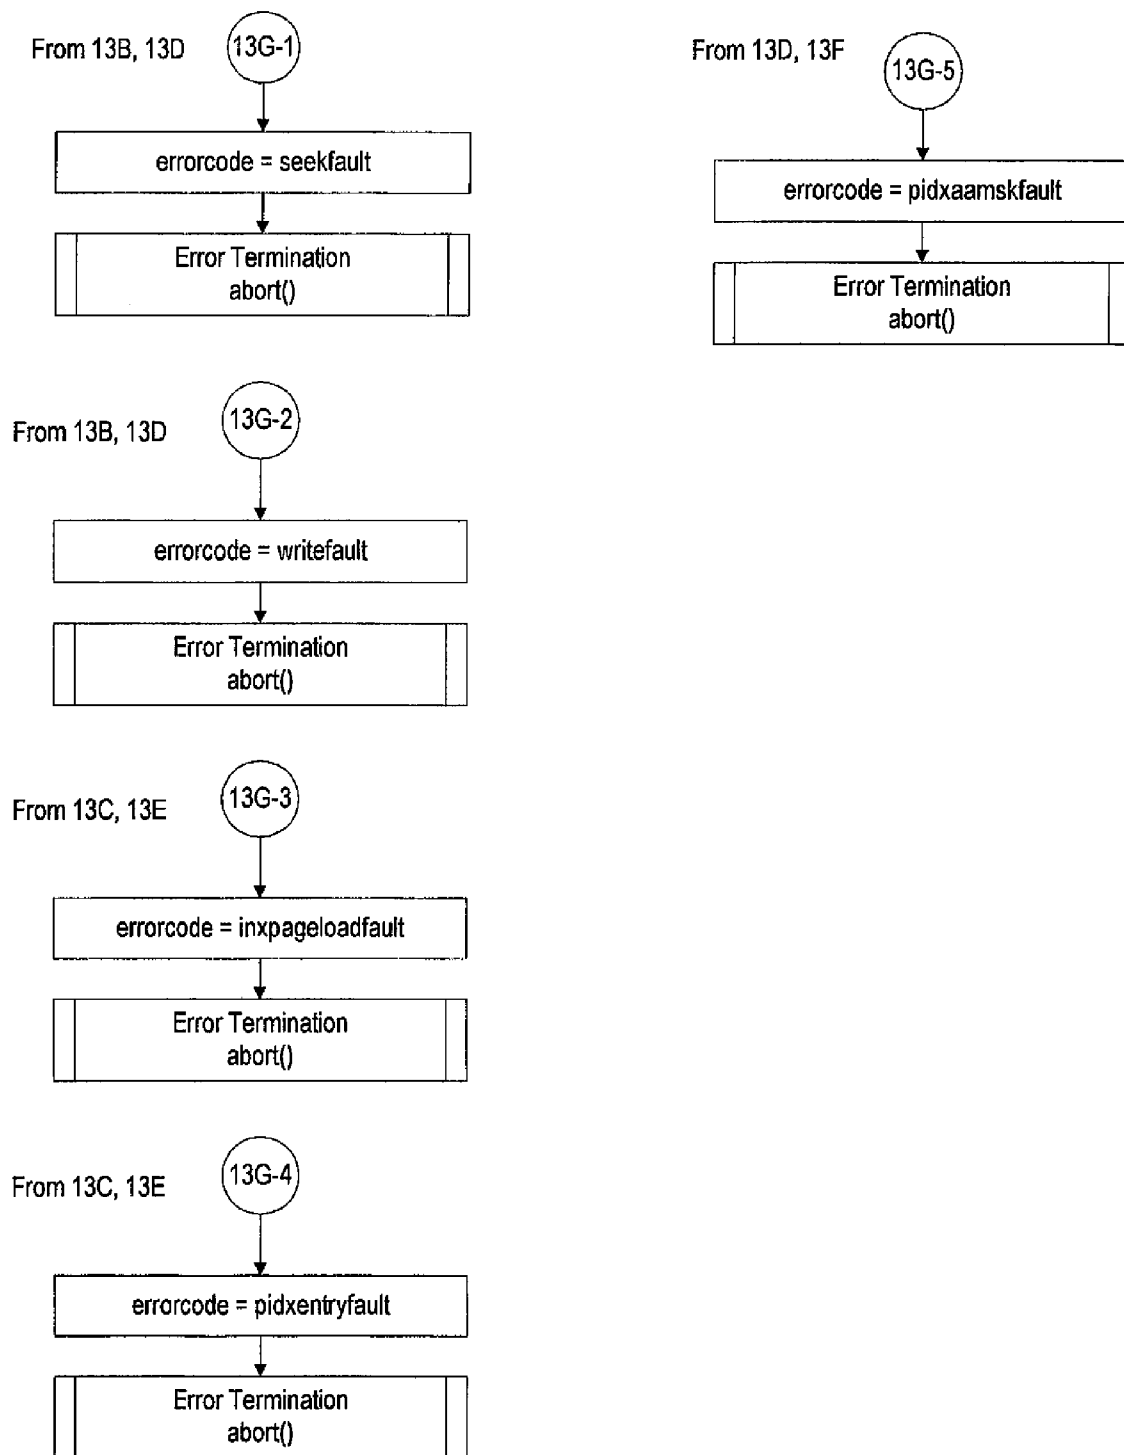 From 13B, 13D
13G-1
errorcode = seekfault
Error Termination
abort()
From 13B, 13D
13G-2
errorcode = writefault
Error Termination
abort()
From 13C, 13E
13G-3
errorcode = inxpageloadfault
Error Termination
abort()
From 13C, 13E
13G-4
errorcode = pidxentryfault
Error Termination
abort()
From 13D, 13F
13G-5
errorcode = pidxaamskfault
Error Termination
abort()